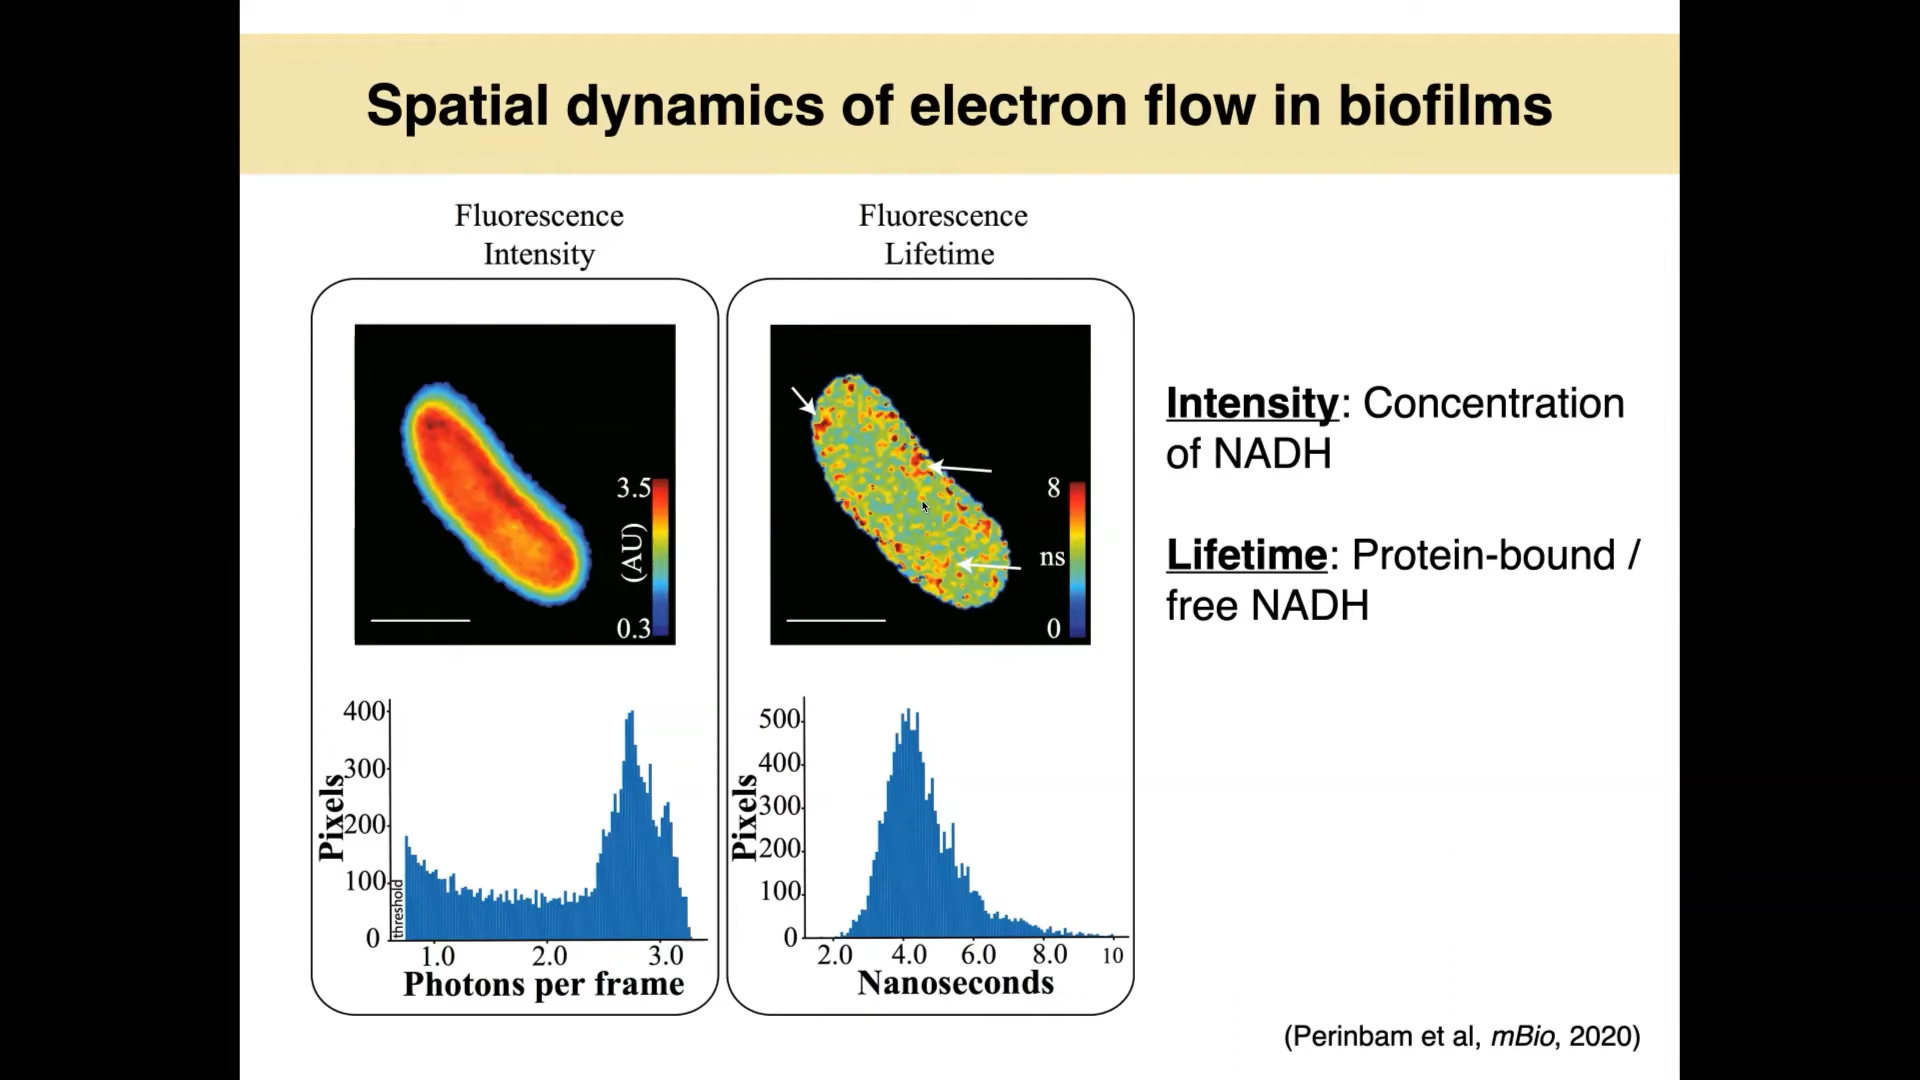 Spatial dynamics of electron flow in biofilms
Fluorescence
Intensity
3.5
(AU)
0.3
400
300
200
100
0
Pixels
threshold
1.0 2.0 3.0
Photons per frame
Fluorescence
Lifetime
8
ns
0
500
400
300
200
100
0
Pixels
2.0 4.0 6.0 8.0 10
Nanoseconds
Intensity: Concentration
of NADH
Lifetime: Protein-bound /
free NADH
(Perinbam et al, mBio, 2020)